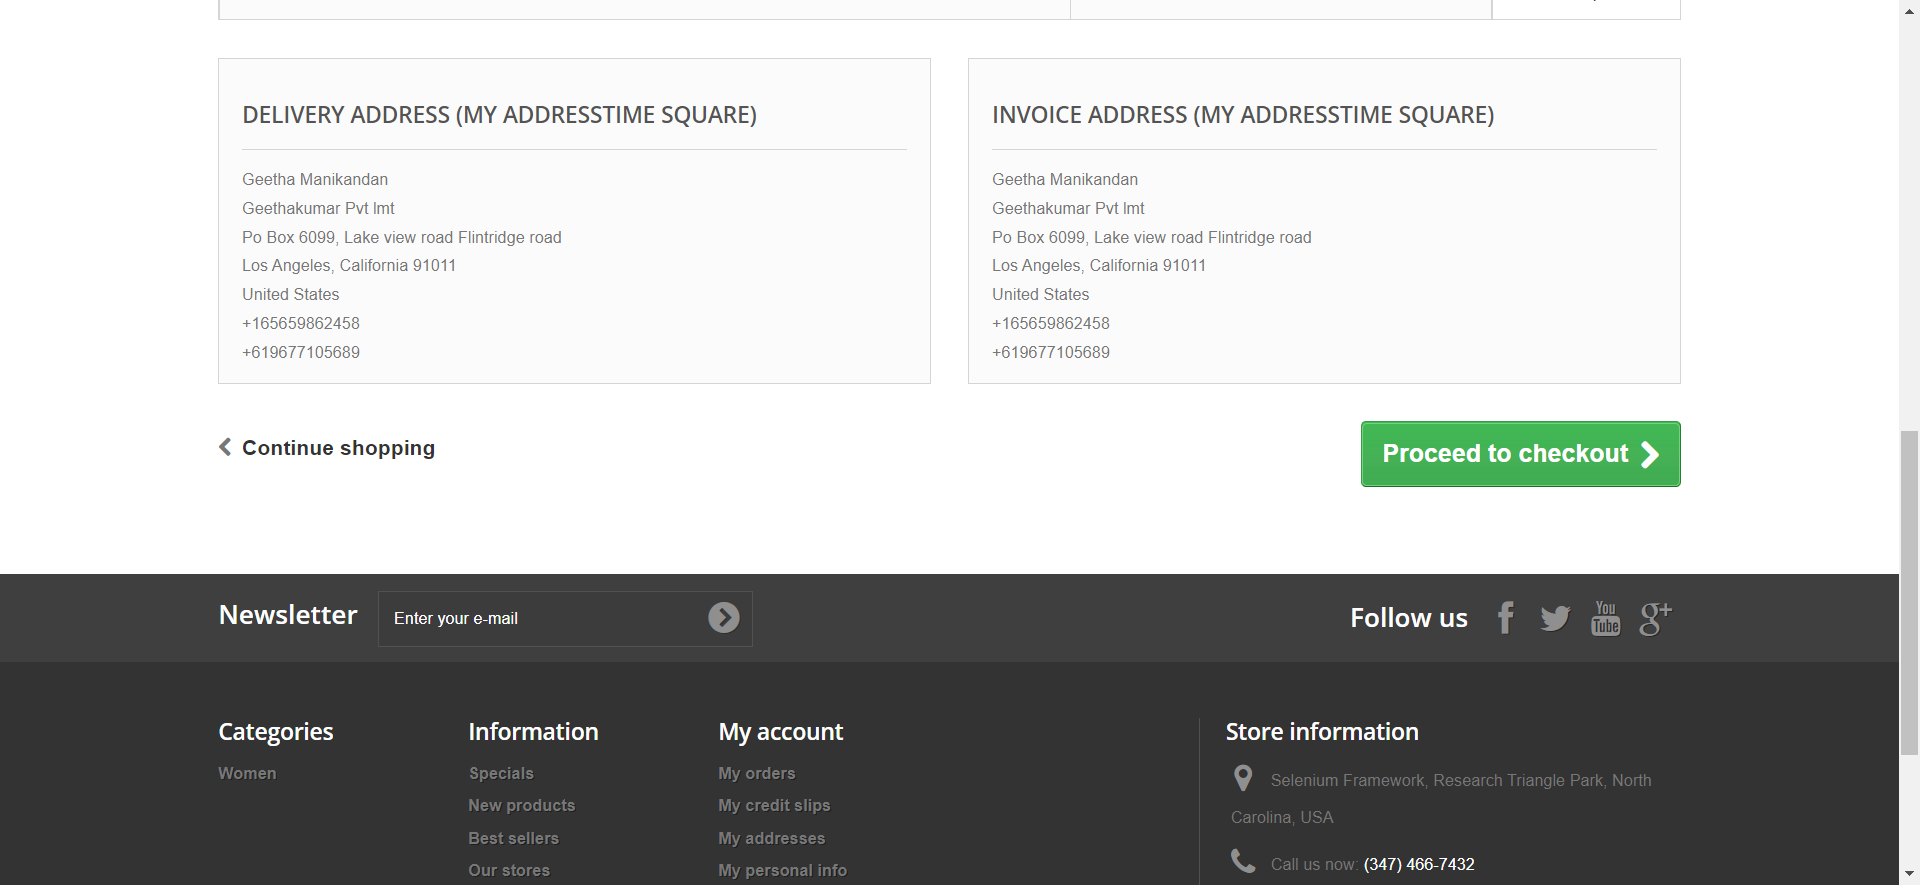 DELIVERY ADDRESS (MY ADDRESSTIME SQUARE)
Geetha Manikandan
Geethakumar Pvt lmt
Po Box 6099, Lake view road Flintridge road
Los Angeles, California 91011
United States
+165659862458
+619677105689
INVOICE ADDRESS (MY ADDRESSTIME SQUARE)
Geetha Manikandan
Geethakumar Pvt lmt
Po Box 6099, Lake view road Flintridge road
Los Angeles, California 91011
United States
+165659862458
+619677105689
Continue shopping
Proceed to checkout
Newsletter
Enter your e-mail
Follow us
You
Tube
g+
Categories
Women
Information
Specials
New products
Best sellers
Our stores
My account
My orders
My credit slips
My addresses
My personal info
Store information
Selenium Framework, Research Triangle Park, North
Carolina, USA
Call us now: (347) 466-7432